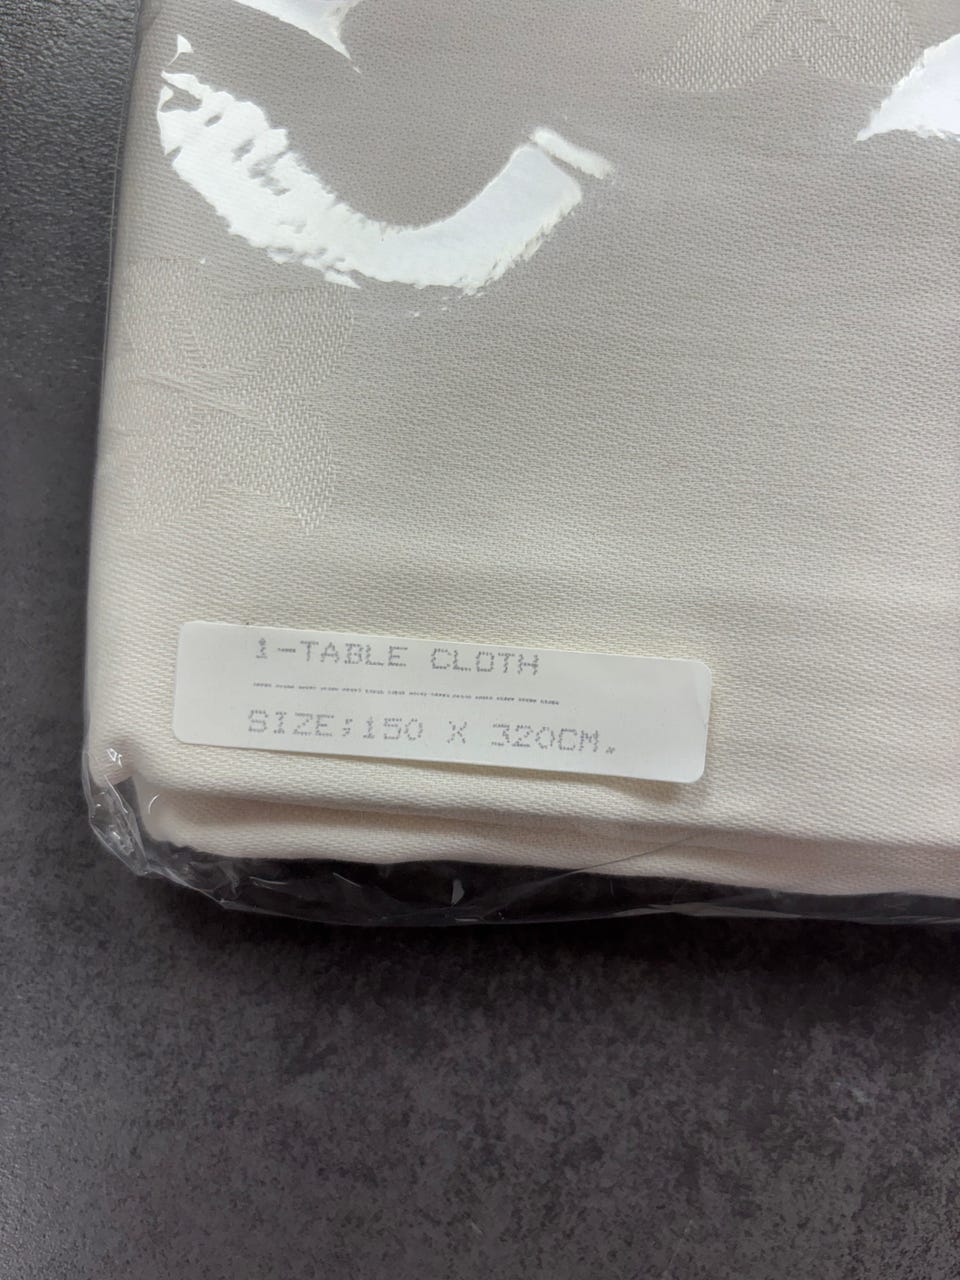 1-TABLE CLOTH
SIZE;150 X 320CM.